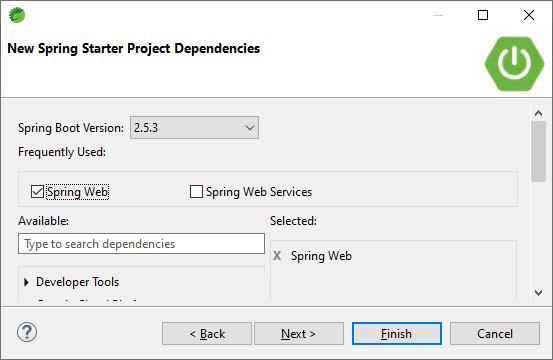 New Spring Starter Project Dependencies
Spring Boot Version: 2.5.3
Frequently Used:
Spring Web Spring Web Services
Available: Selected:
Type to search dependencies
X Spring Web
Developer Tools
? < Back Next > Finish Cancel